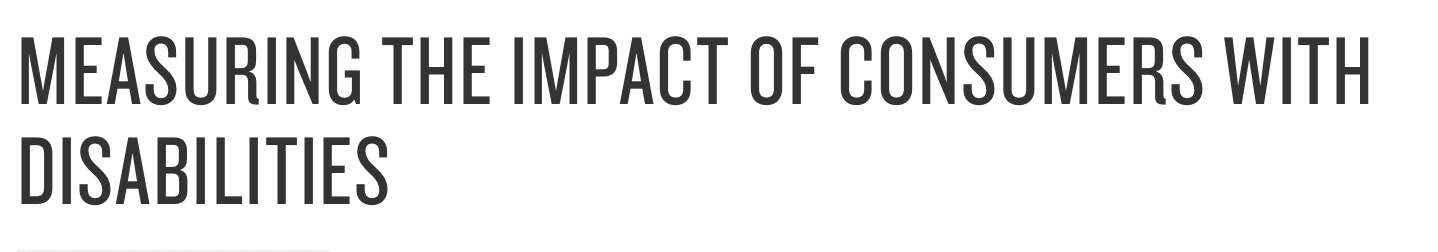 MEASURING THE IMPACT OF CONSUMERS WITH
DISABILITIES